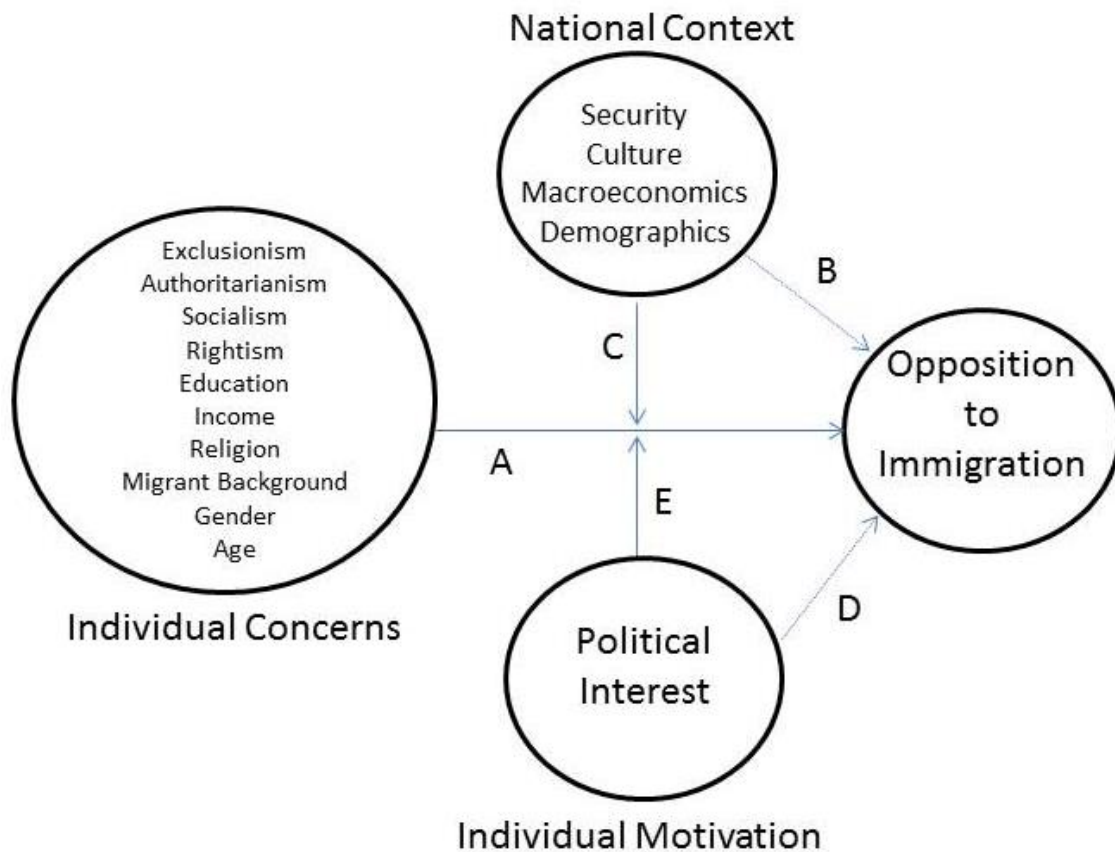 National Context
Security
Culture
Macroeconomics
Demographics
Exclusionism
Authoritarianism
Socialism
Rightism
Education
Income
Religion
Migrant Background
Gender
Age
Individual Concerns
A
B
C
Opposition
to
Immigration
E
D
Political
Interest
Individual Motivation